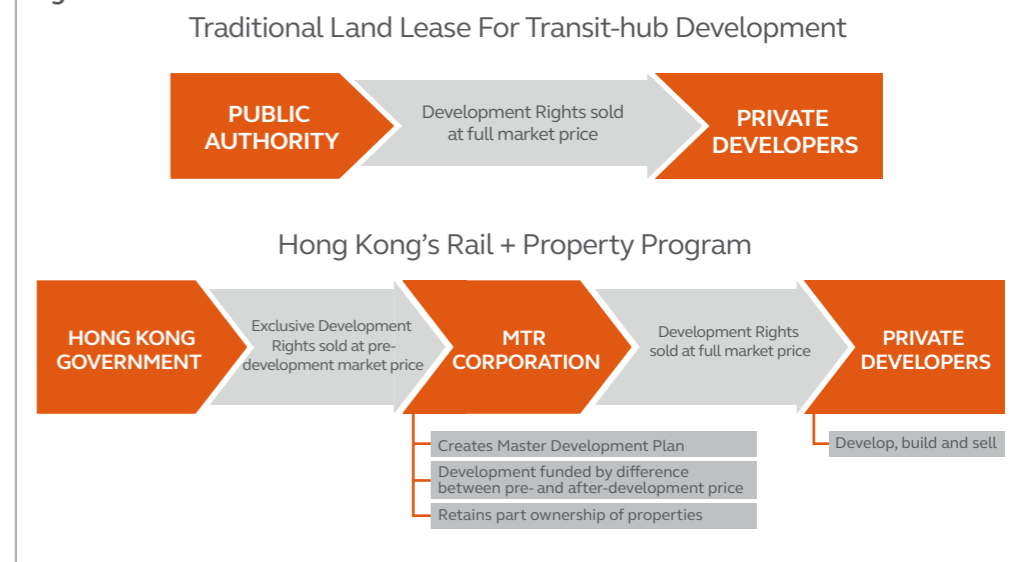 Traditional Land Lease For Transit-hub Development
PUBLIC
AUTHORITY
Development Rights sold
at full market price
PRIVATE
DEVELOPERS
Hong Kong's Rail + Property Program
HONG KONG
GOVERNMENT
Exclusive Development
Rights sold at pre-
development market price
MTR
CORPORATION
Development Rights
sold at full market price
PRIVATE
DEVELOPERS
Creates Master Development Plan
Development funded by difference
between pre- and after-development price
Retains part ownership of properties
Develop, build and sell